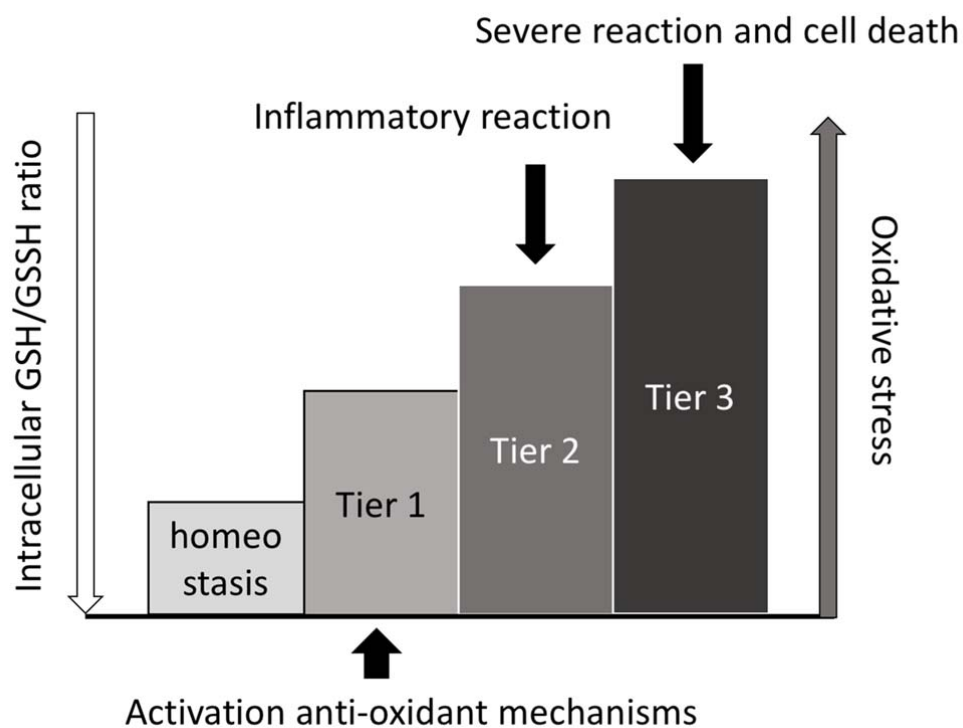 Severe reaction and cell death
Inflammatory reaction
Intracellular GSH/GSSH ratio
Oxidative stress
Tier 3
Tier 2
Tier 1
homeo
stasis
Activation anti-oxidant mechanisms